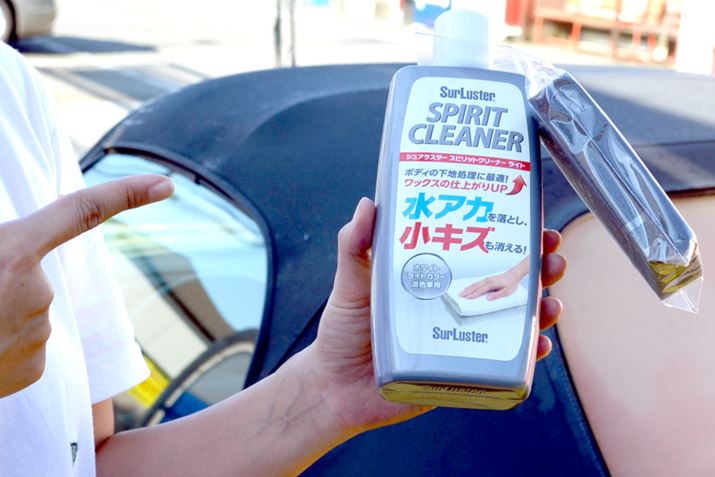 SurLuster
SPIRIT
CLEANER
シュアラスター スピリットクリーナー ライト
ボディの下地処理に最適!
ワックスの仕上がりUP
水アカを落とし、
小キズも消える!
ホワイト
ライトカラー
淡色車用
SurLuster
SurLuster